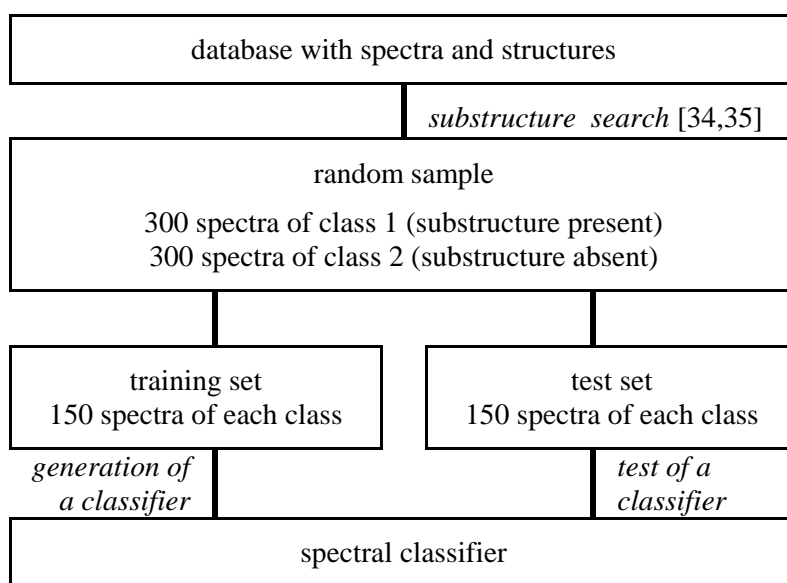 database with spectra and structures
substructure search [34,35]
random sample
300 spectra of class 1 (substructure present)
300 spectra of class 2 (substructure absent)
training set
150 spectra of each class
test set
150 spectra of each class
generation of
a classifier
test of a
classifier
spectral classifier